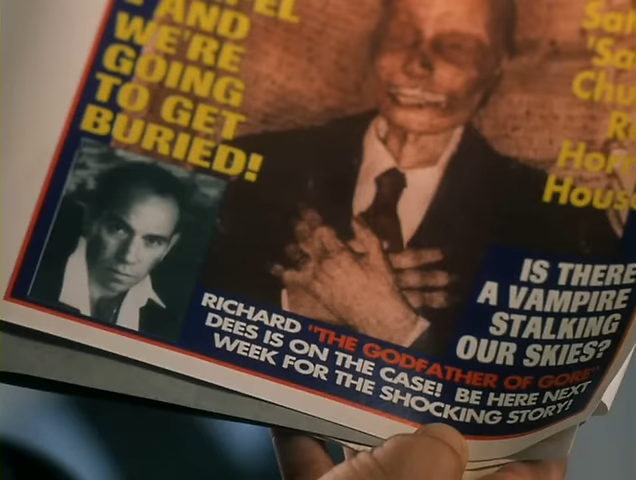 AND
WE'RE
GOING
TO GET
BURIED!
IS THERE
A VAMPIRE
STALKING
OUR SKIES?
RICHARD "THE GODFATHER OF GORE"
DEES IS ON THE CASE! BE HERE NEXT
WEEK FOR THE SHOCKING STORY!